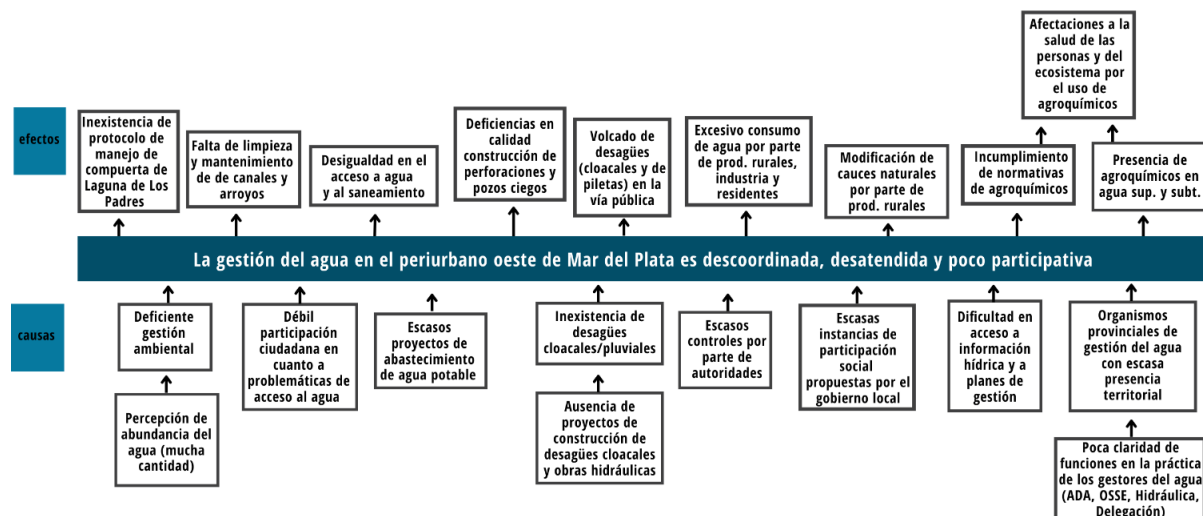 Afectaciones a la
salud de las
personas y del
ecosistema por
el uso de
agroquímicos
efectos
Inexistencia de
protocolo de
manejo de
compuerta de
Laguna de Los
Padres
Falta de limpieza
y mantenimiento
de de canales y
arroyos
Desigualdad en el
acceso a agua
y al saneamiento
Deficiencias en
calidad
construcción de
perforaciones y
pozos ciegos
Volcado de
desagües
(cloacales y de
piletas) en la
vía pública
Excesivo consumo
de agua por parte
de prod. rurales,
industria y
residentes
Modificación de
cauces naturales
por parte de
prod. rurales
Incumplimiento
de normativas
de agroquímicos
Presencia de
agroquímicos en
agua sup. y subt.
La gestión del agua en el periurbano oeste de Mar del Plata es descoordinada, desatendida y poco participativa
causas
Deficiente
gestión
ambiental
Débil
participación
ciudadana en
cuanto a
problemáticas de
acceso al agua
Escasos
proyectos de
abastecimiento
de agua potable
Inexistencia de
desagües
cloacales/pluviales
Escasos
controles por
parte de
autoridades
Escasas
instancias de
participación
social
propuestas por el
gobierno local
Dificultad en
acceso a
información
hídrica y a
planes de
gestión
Organismos
provinciales de
gestión del agua
con escasa
presencia
territorial
Percepción de
abundancia del
agua (mucha
cantidad)
Ausencia de
proyectos de
construcción de
desagües cloacales
y obras hidráulicas
Poca claridad de
funciones en la práctica
de los gestores del agua
(ADA, OSSE, Hidráulica,
Delegación)